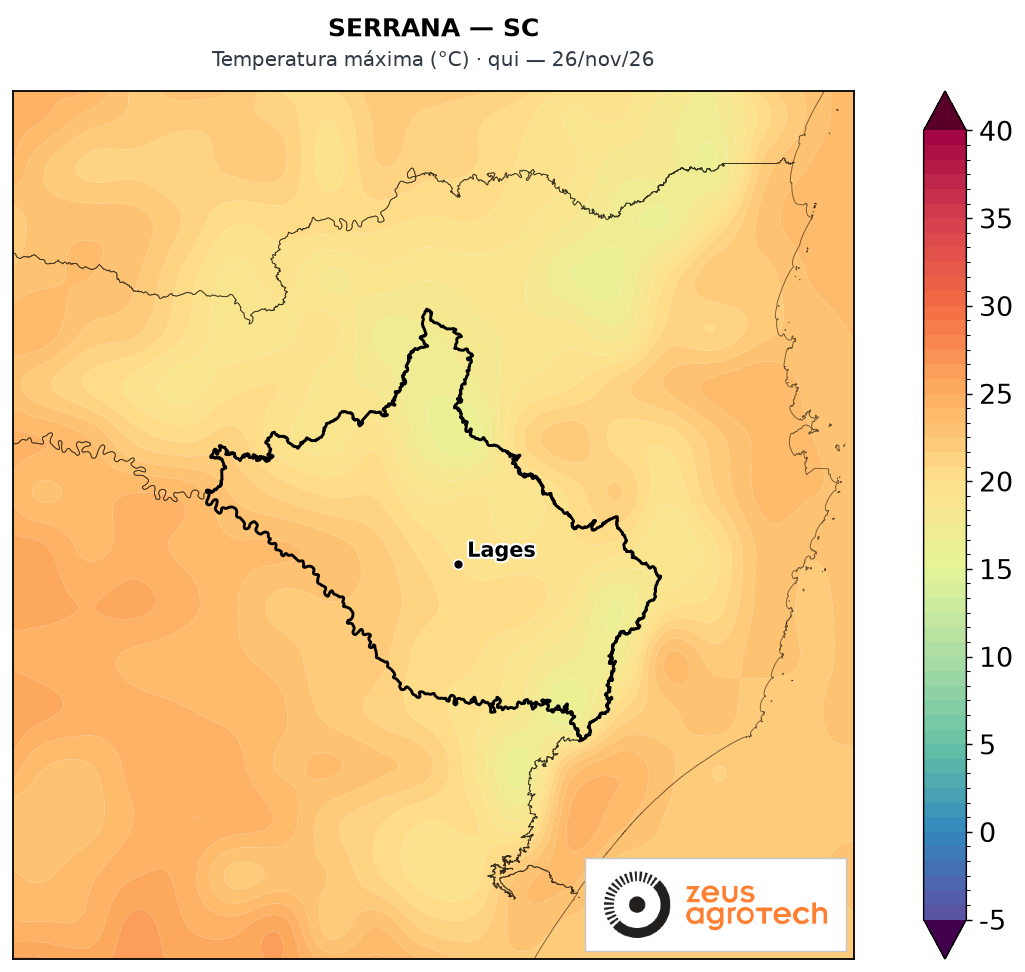 SERRANA — SC
Temperatura máxima (°C) · qui — 26/nov/26
40
35
30
25
20
15
10
5
0
-5
Lages
zeus
agrotech